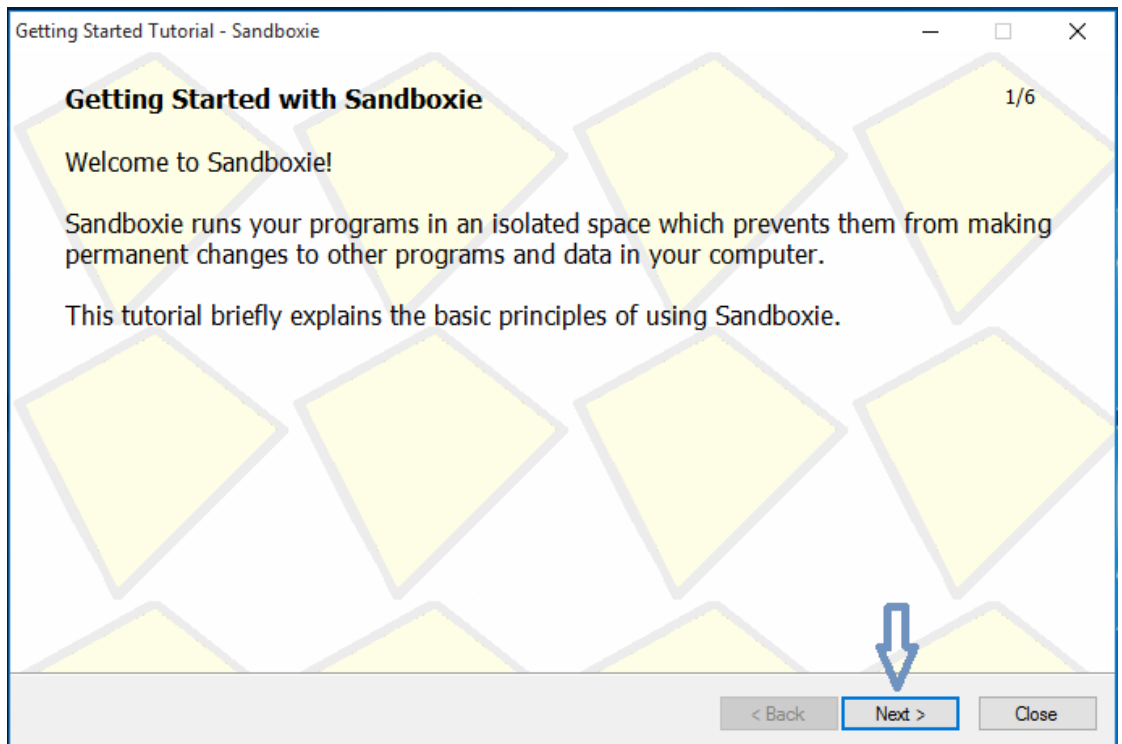 Getting Started Tutorial - Sandboxie
Getting Started with Sandboxie
1/6
Welcome to Sandboxie!
Sandboxie runs your programs in an isolated space which prevents them from making
permanent changes to other programs and data in your computer.
This tutorial briefly explains the basic principles of using Sandboxie.
< Back
Next >
Close